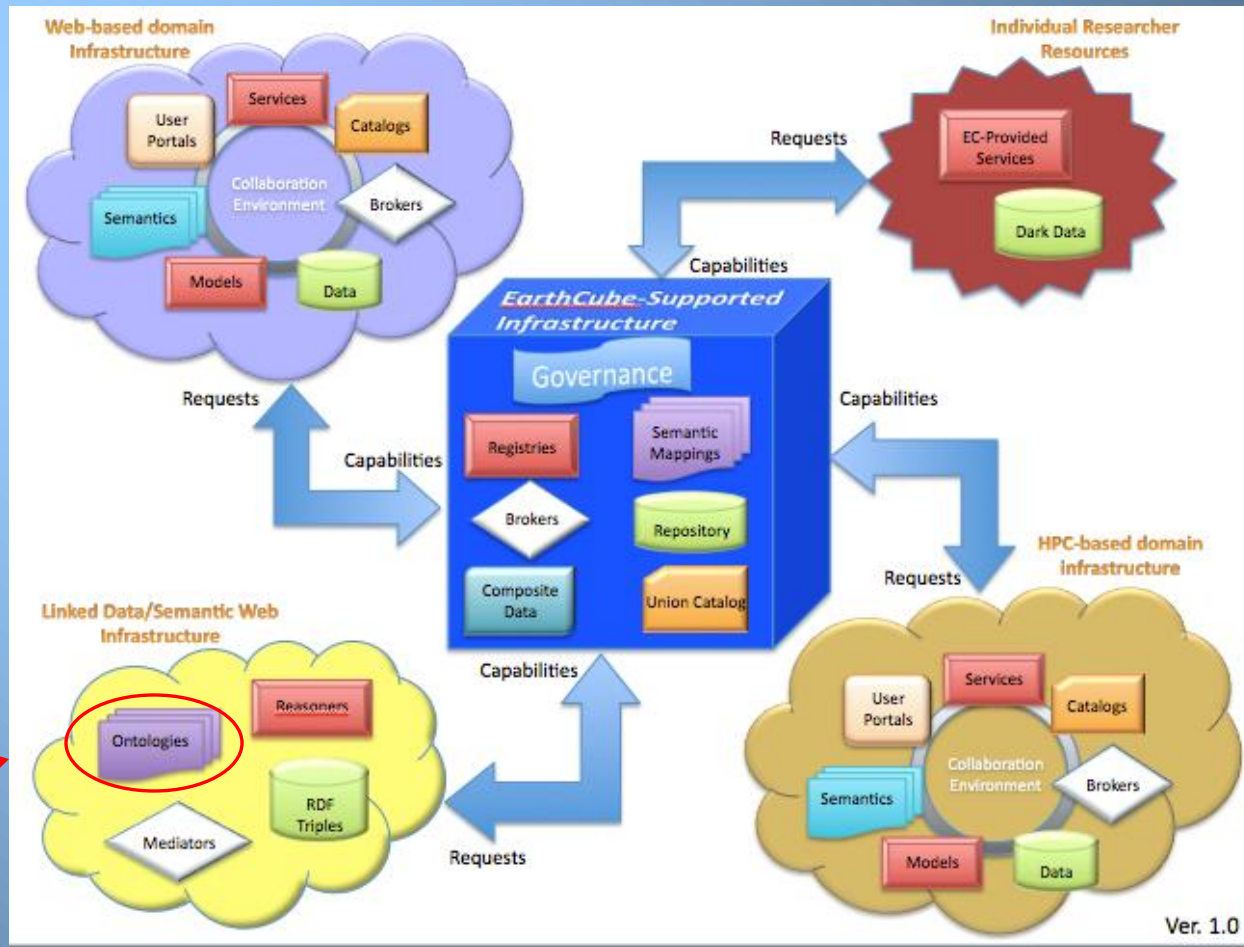 Web-based domain
Infrastructure
Services
User
Portals
Catalogs
Collaboration
Environment
Brokers
Semantics
Models
Data
Individual Researcher
Resources
Requests
EC-Provided
Services
Dark Data
Capabilities
EarthCube-Supported
Infrastructure
Governance
Registries
Semantic
Mappings
Brokers
Repository
Composite
Data
Union Catalog
Requests
Capabilities
Capabilities
Requests
HPC-based domain
infrastructure
Services
User
Portals
Catalogs
Collaboration
Environment
Brokers
Semantics
Models
Data
Linked Data/Semantic Web
Infrastructure
Reasoners
Ontologies
RDF
Triples
Mediators
Capabilities
Requests
Ver. 1.0